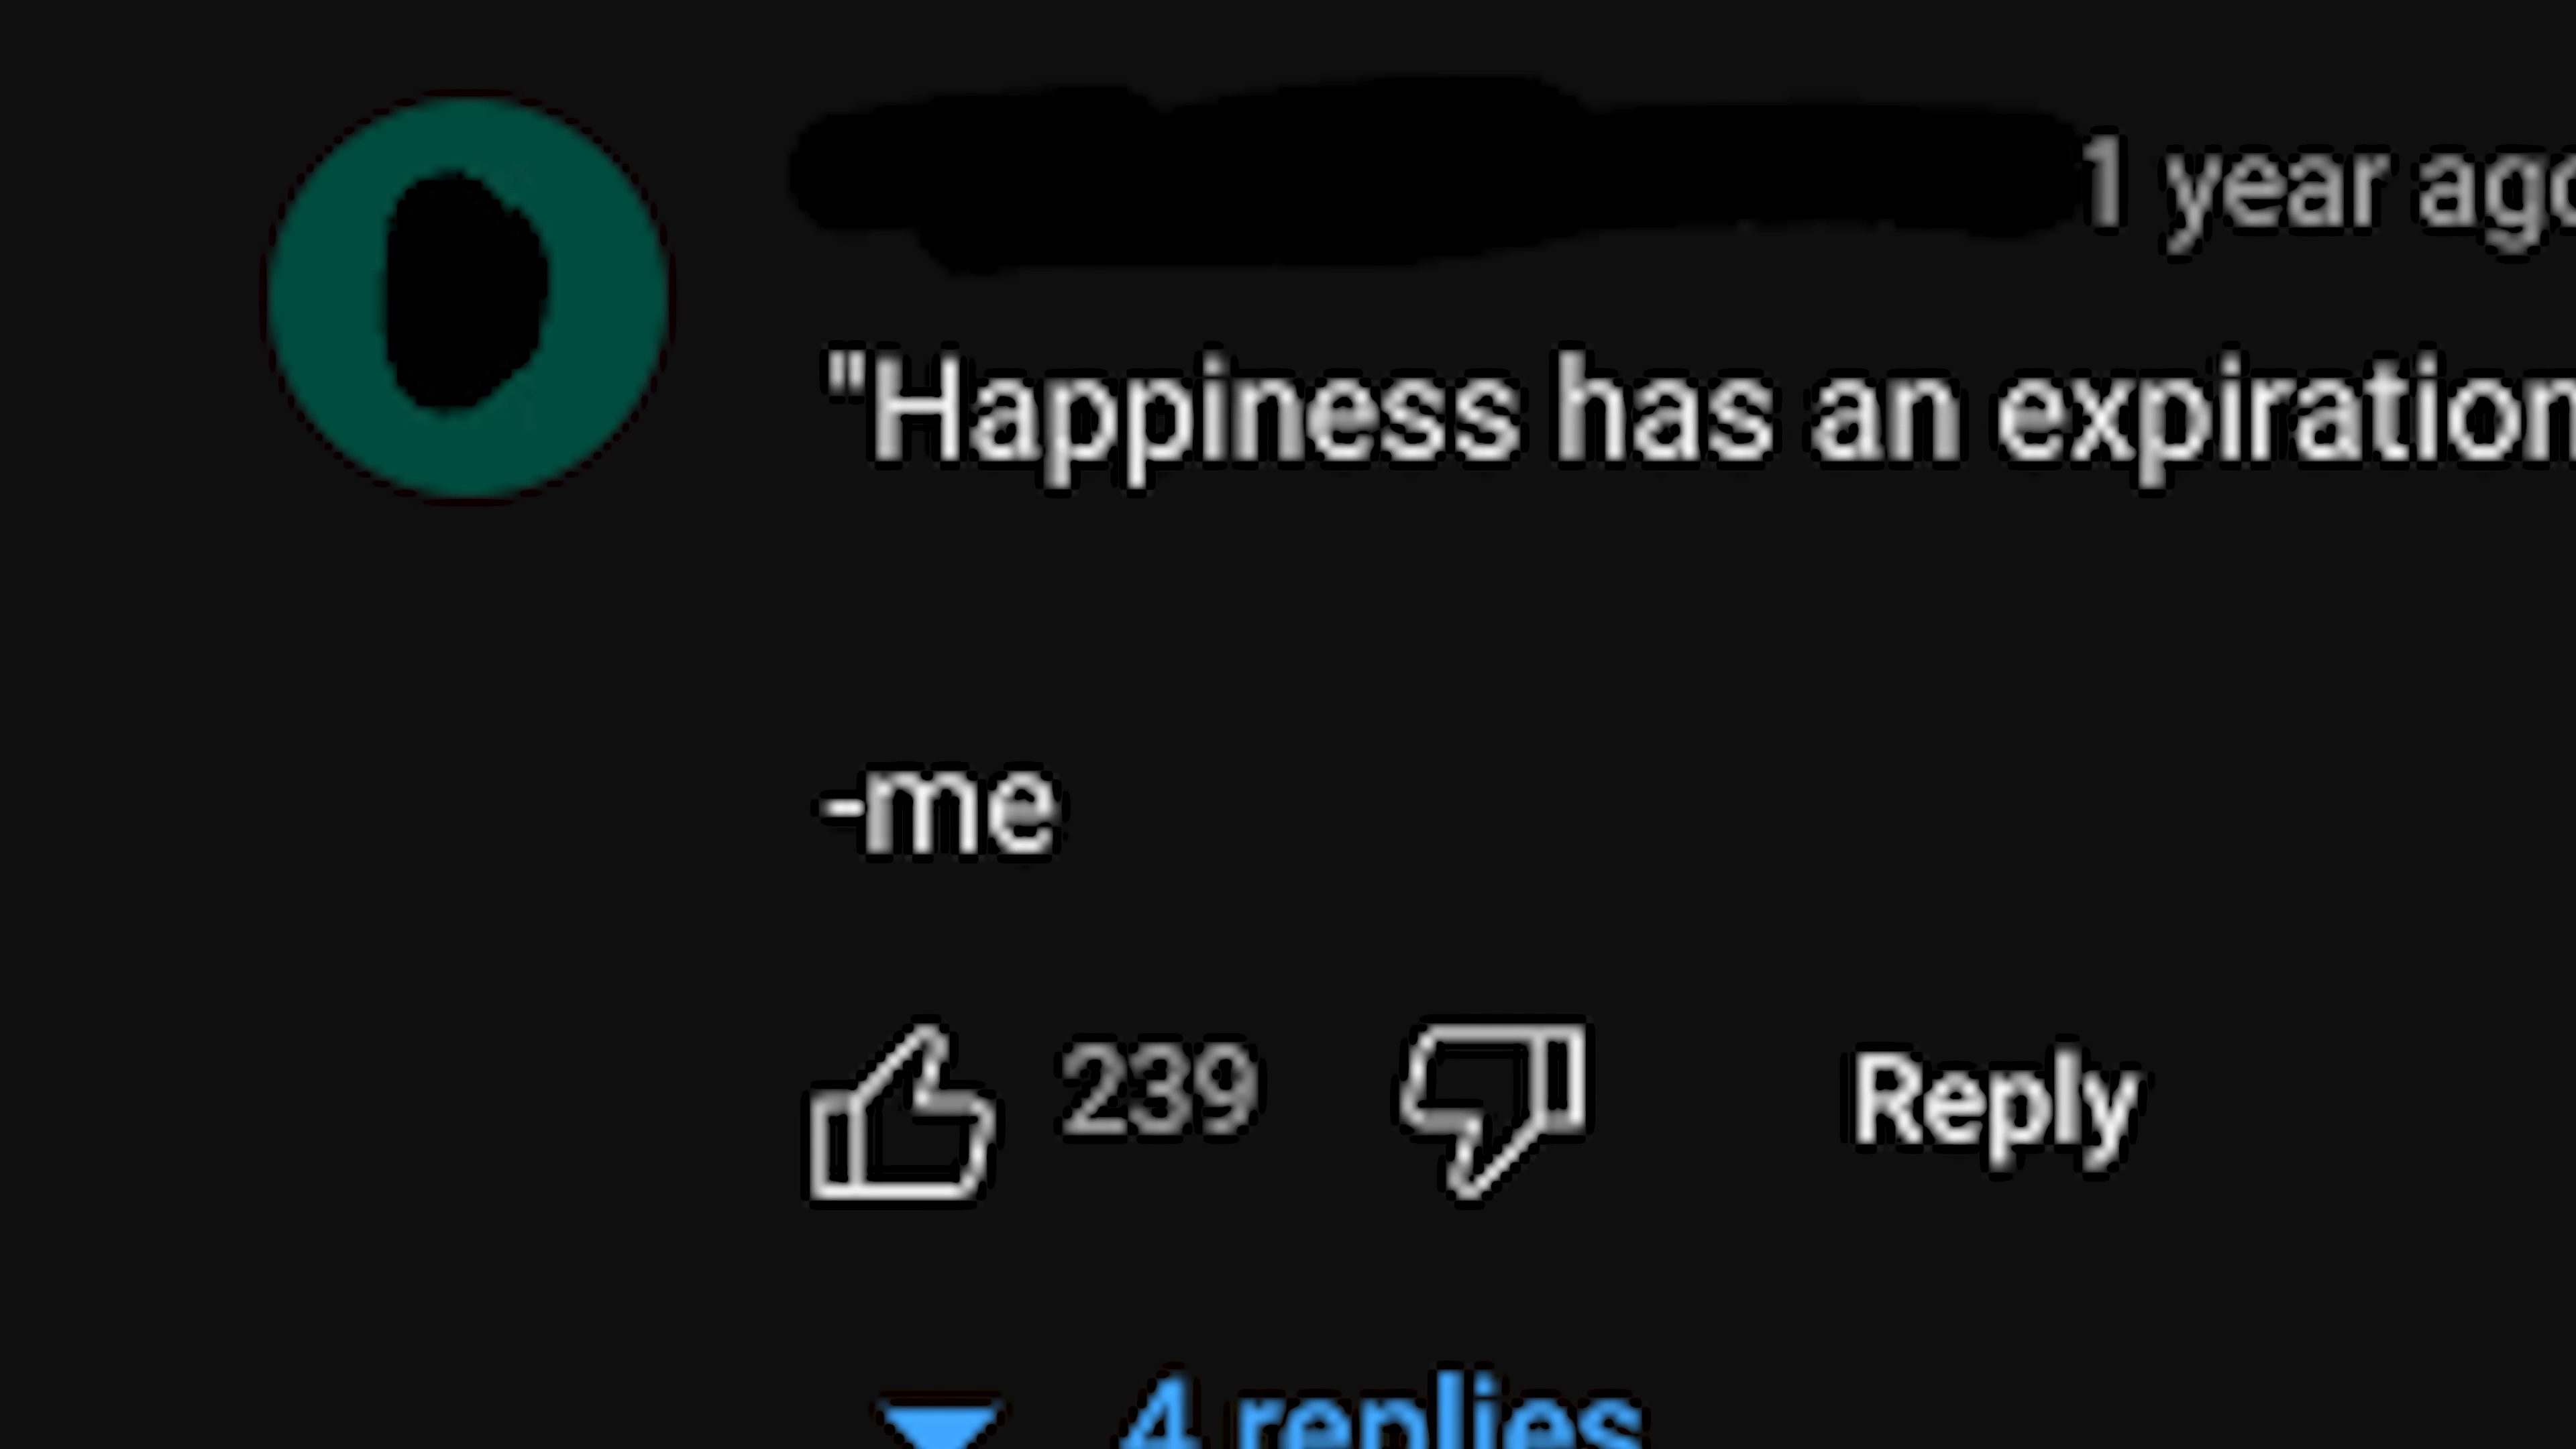 1 year ago
"Happiness has an expiration
-me
239
Reply
4 replies